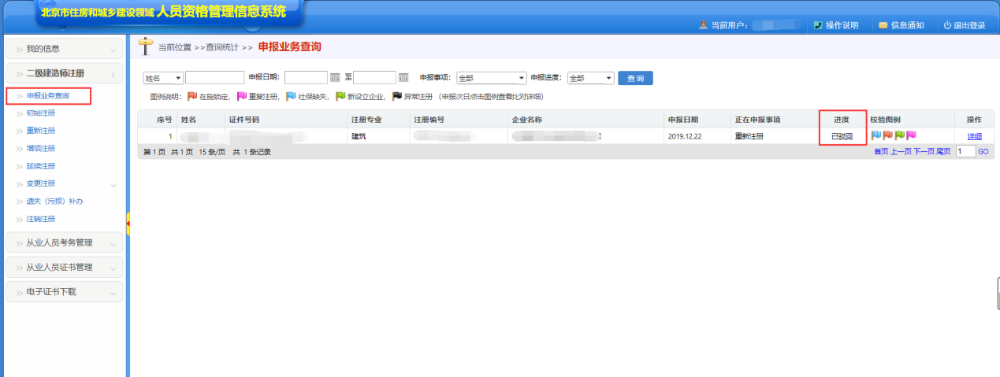 北京市住房和城乡建设领域 人员资格管理信息系统
当前用户： 操作说明 信息通知 退出登录
我的信息
二级建造师注册
申报业务查询
初始注册
重新注册
增项注册
延续注册
变更注册
遗失（污损）补办
注销注册
从业人员考务管理
从业人员证书管理
电子证书下载
当前位置 >>查询统计 >> 申报业务查询
姓名 申报日期： 至 申报事项： 全部 申报进度： 全部 查 询
图例说明： 在施锁定， 重复注册， 社保缺失， 新设立企业， 异常注册 （申报次日点击图例查看比对详细）
序号 姓名 证件号码 注册专业 注册编号 企业名称 申报日期 正在申报事项 进度 校验图例 操作
1 建筑 2019.12.22 重新注册 已驳回 详细
第 1 页 共 1 页 15 条/页 共 1 条记录 首页 上一页 下一页 尾页 1 GO